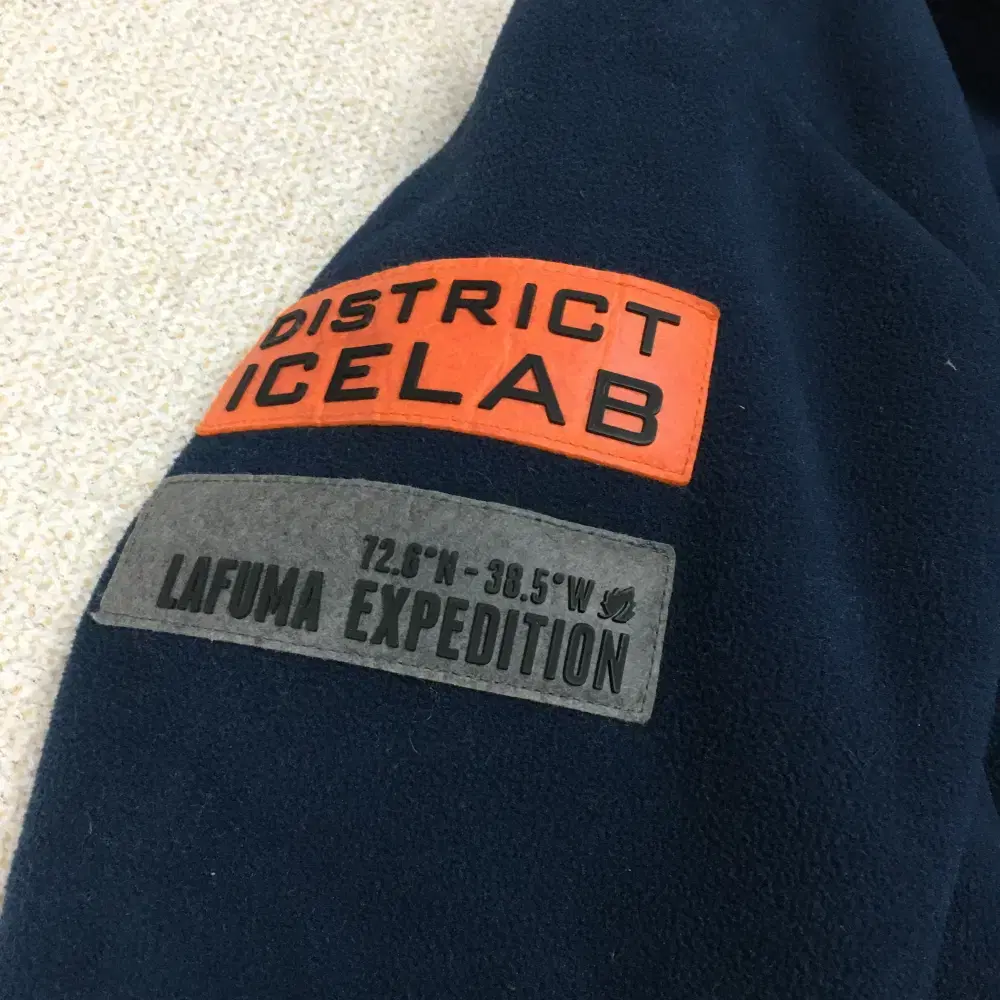 DISTRICT
ICELAB
72.6°N - 38.5°W
LAFUMA EXPEDITION